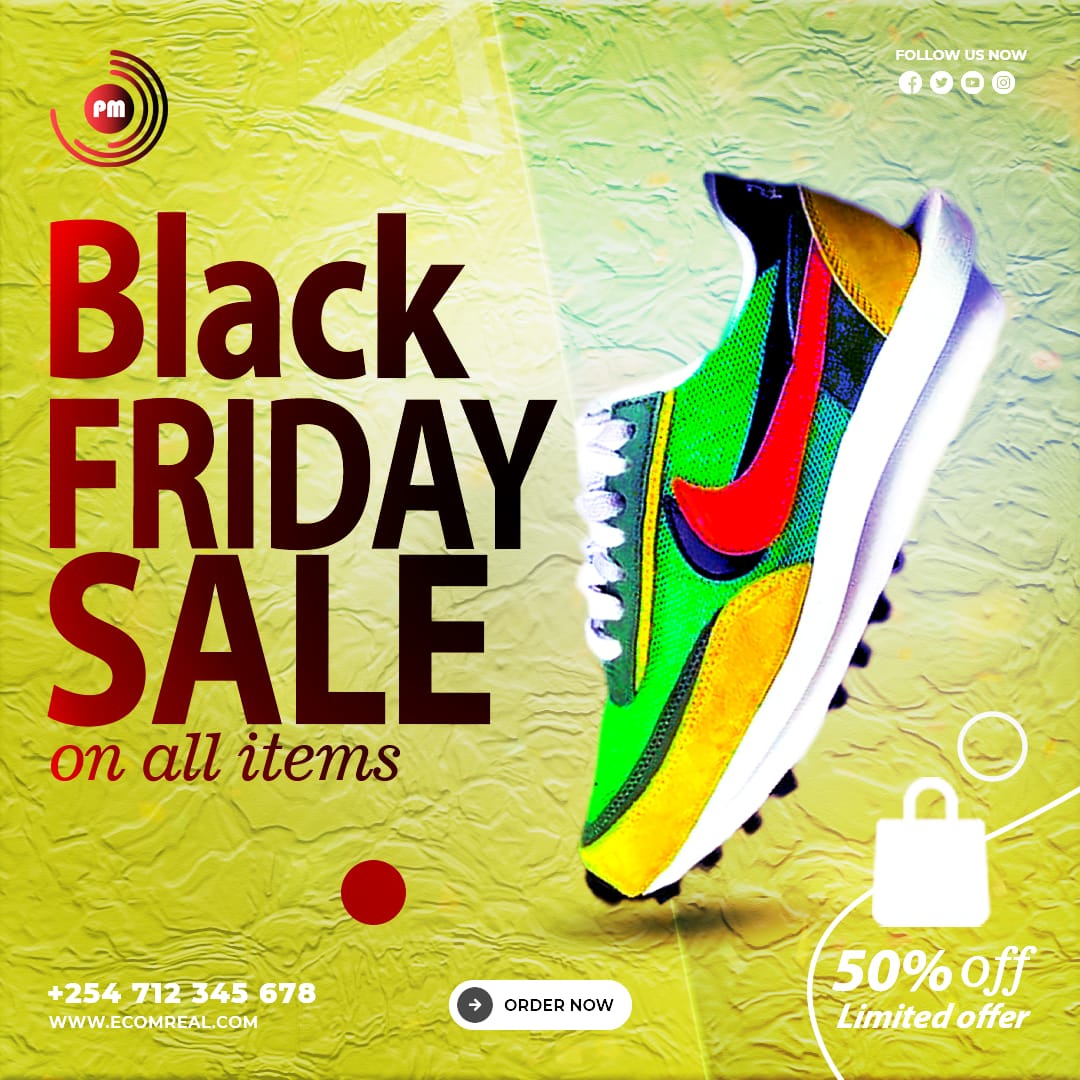 PM
FOLLOW US NOW
Black
FRIDAY
SALE
on all items
50% off
Limited offer
+254 712 345 678
WWW.ECOMREAL.COM
ORDER NOW